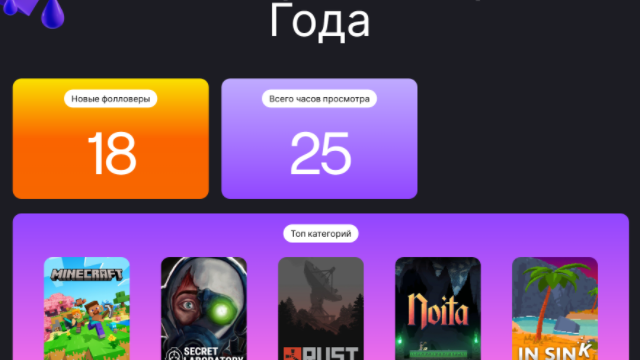 Года
Новые фолловеры
Всего часов просмотра
18
25
Топ категорий
MINECRAFT
SECRET
LABORATORY
RUST
Noita
IN SINK